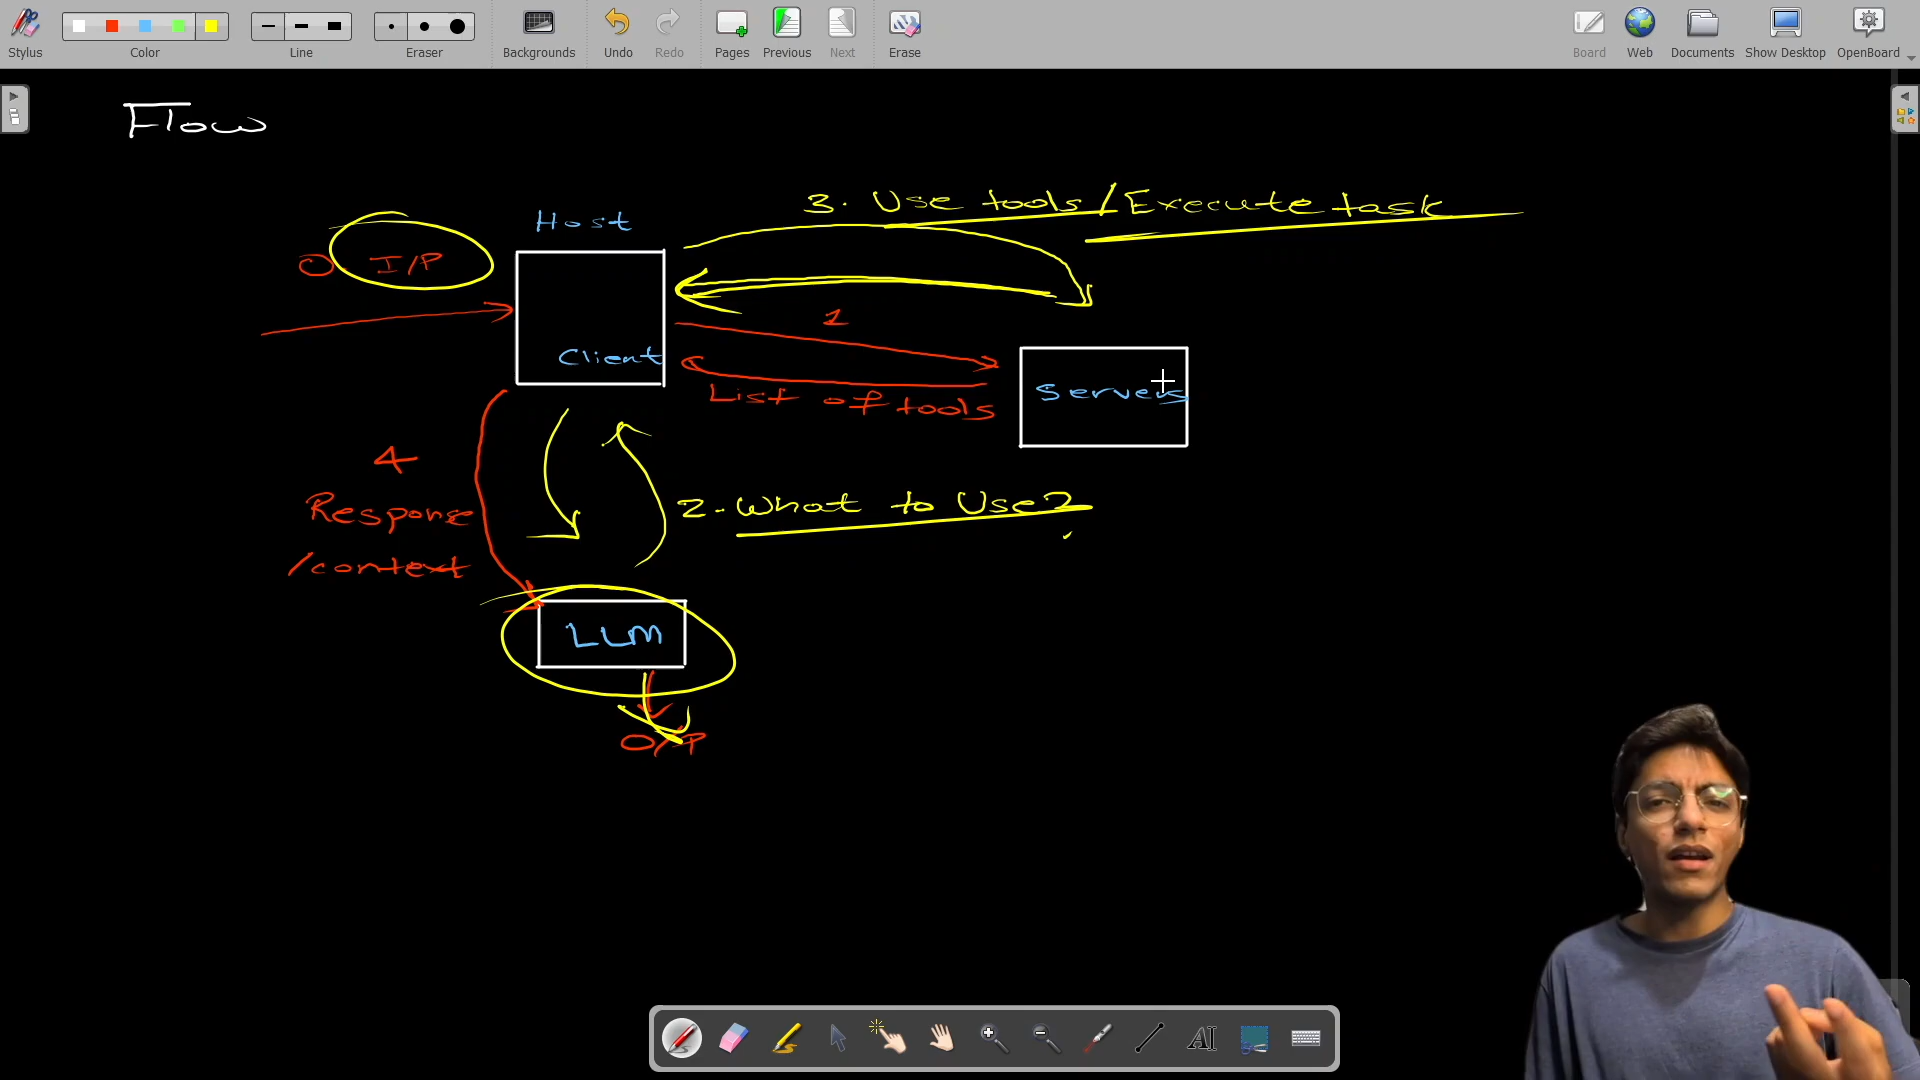 Stylus
Color
Line
Eraser
Backgrounds
Undo
Redo
Pages
Previous
Next
Erase
Board
Web
Documents
Show Desktop
OpenBoard
Flow
3. Use tools/Execute task
Host
0 I/P
1
Client
List of tools
Servers
4
Response
/context
2. What to Use?
LLM
O/P
AI